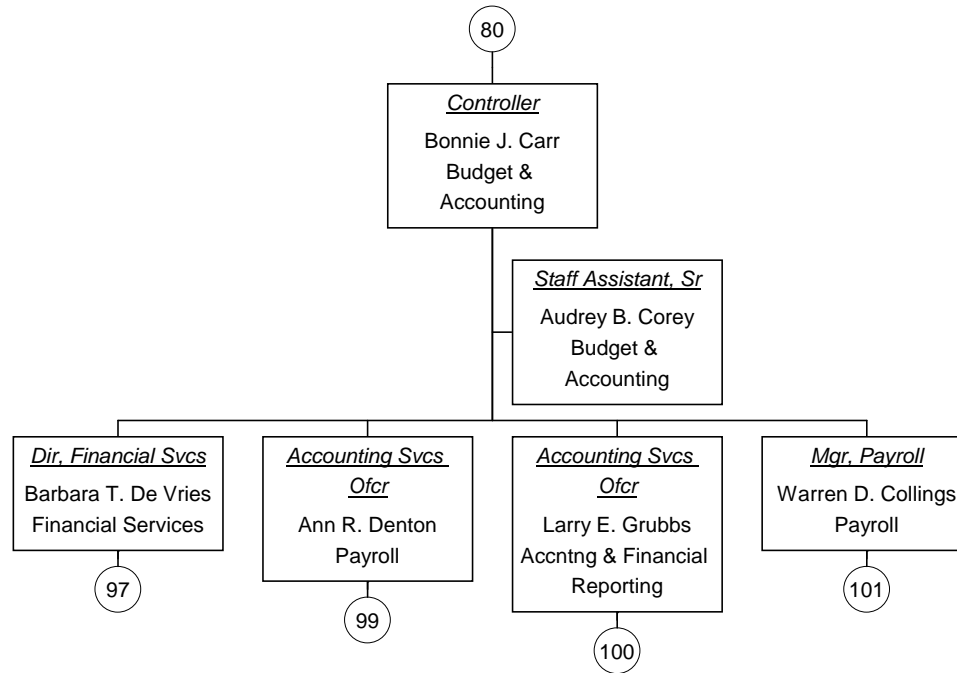 80
Controller
Bonnie J. Carr
Budget &
Accounting
Staff Assistant, Sr
Audrey B. Corey
Budget &
Accounting
Dir, Financial Svcs
Barbara T. De Vries
Financial Services
97
Accounting Svcs
Ofcr
Ann R. Denton
Payroll
99
Accounting Svcs
Ofcr
Larry E. Grubbs
Accntng & Financial
Reporting
100
Mgr, Payroll
Warren D. Collings
Payroll
101